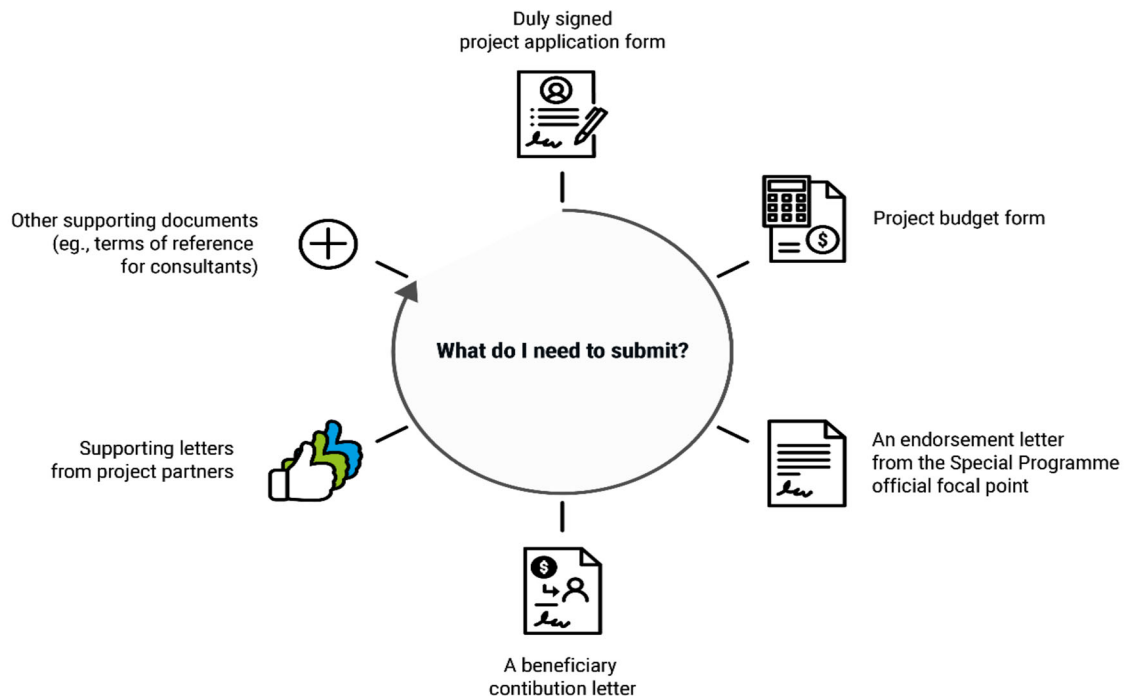 Duly signed
project application form
Project budget form
An endorsement letter
from the Special Programme
official focal point
A beneficiary
contibution letter
Supporting letters
from project partners
Other supporting documents
(eg., terms of reference
for consultants)
What do I need to submit?
$
$